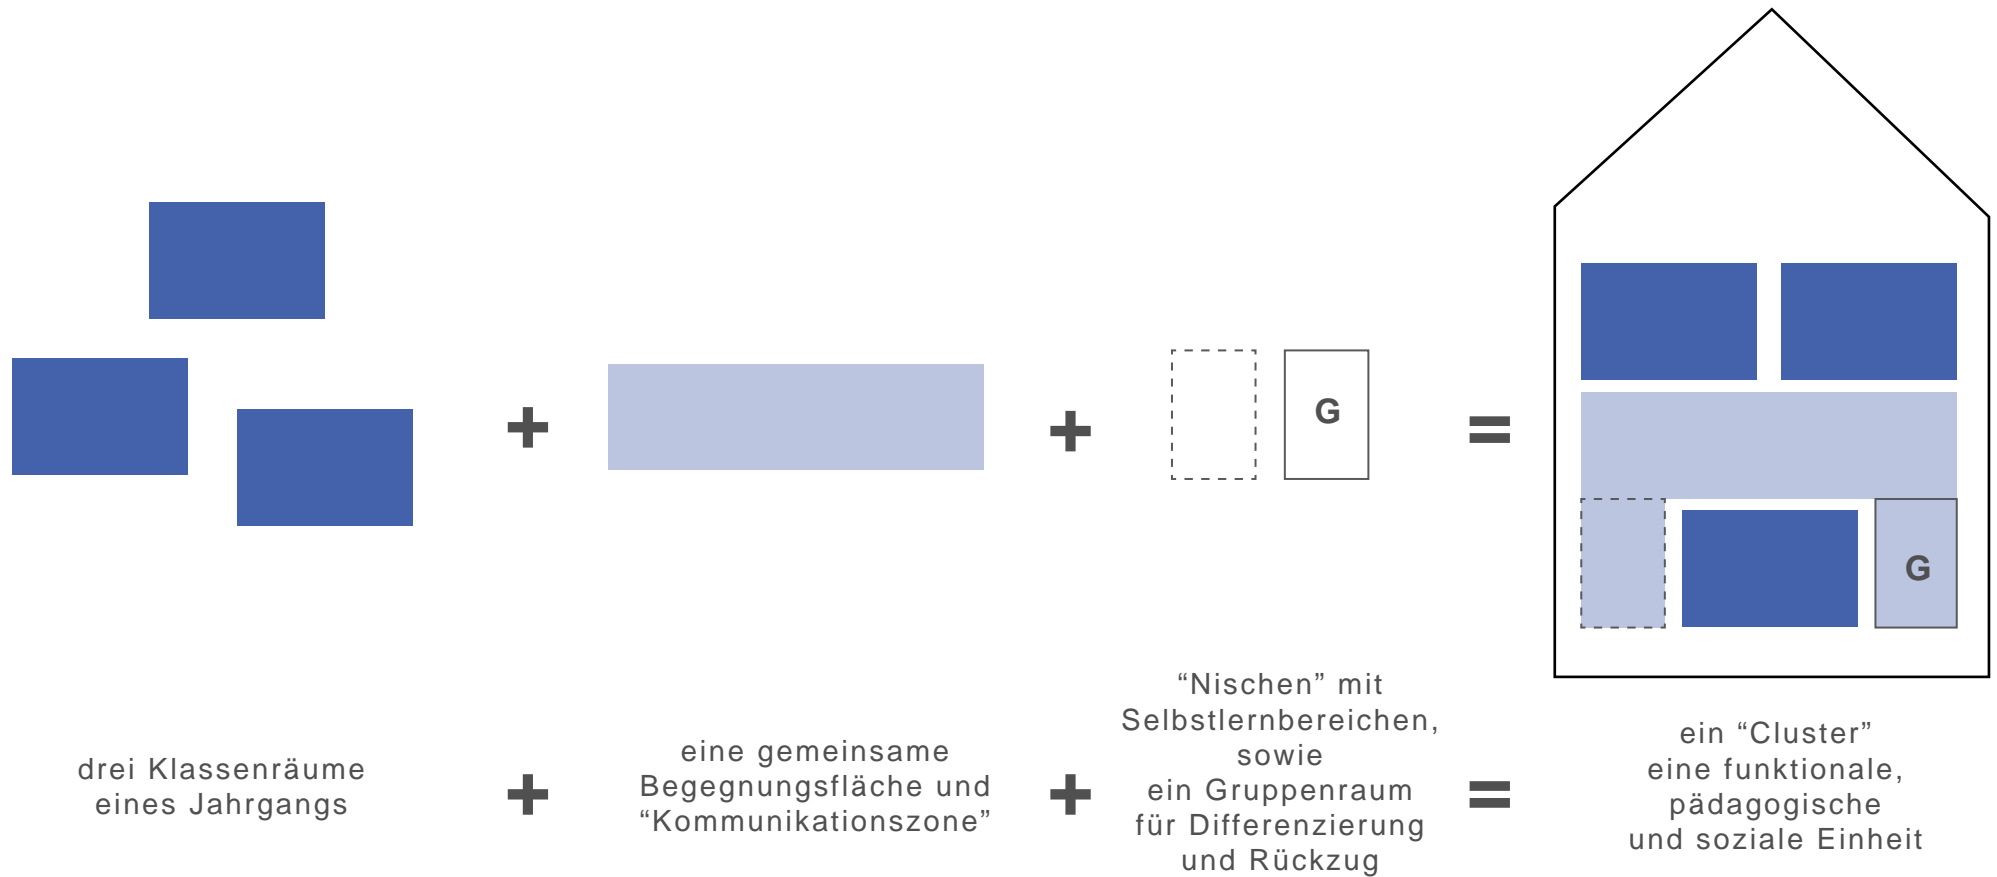 G
G
drei Klassenräume
eines Jahrgangs
eine gemeinsame
Begegnungsfläche und
“Kommunikationszone”
“Nischen” mit
Selbstlernbereichen,
sowie
ein Gruppenraum
für Differenzierung
und Rückzug
ein “Cluster”
eine funktionale,
pädagogische
und soziale Einheit